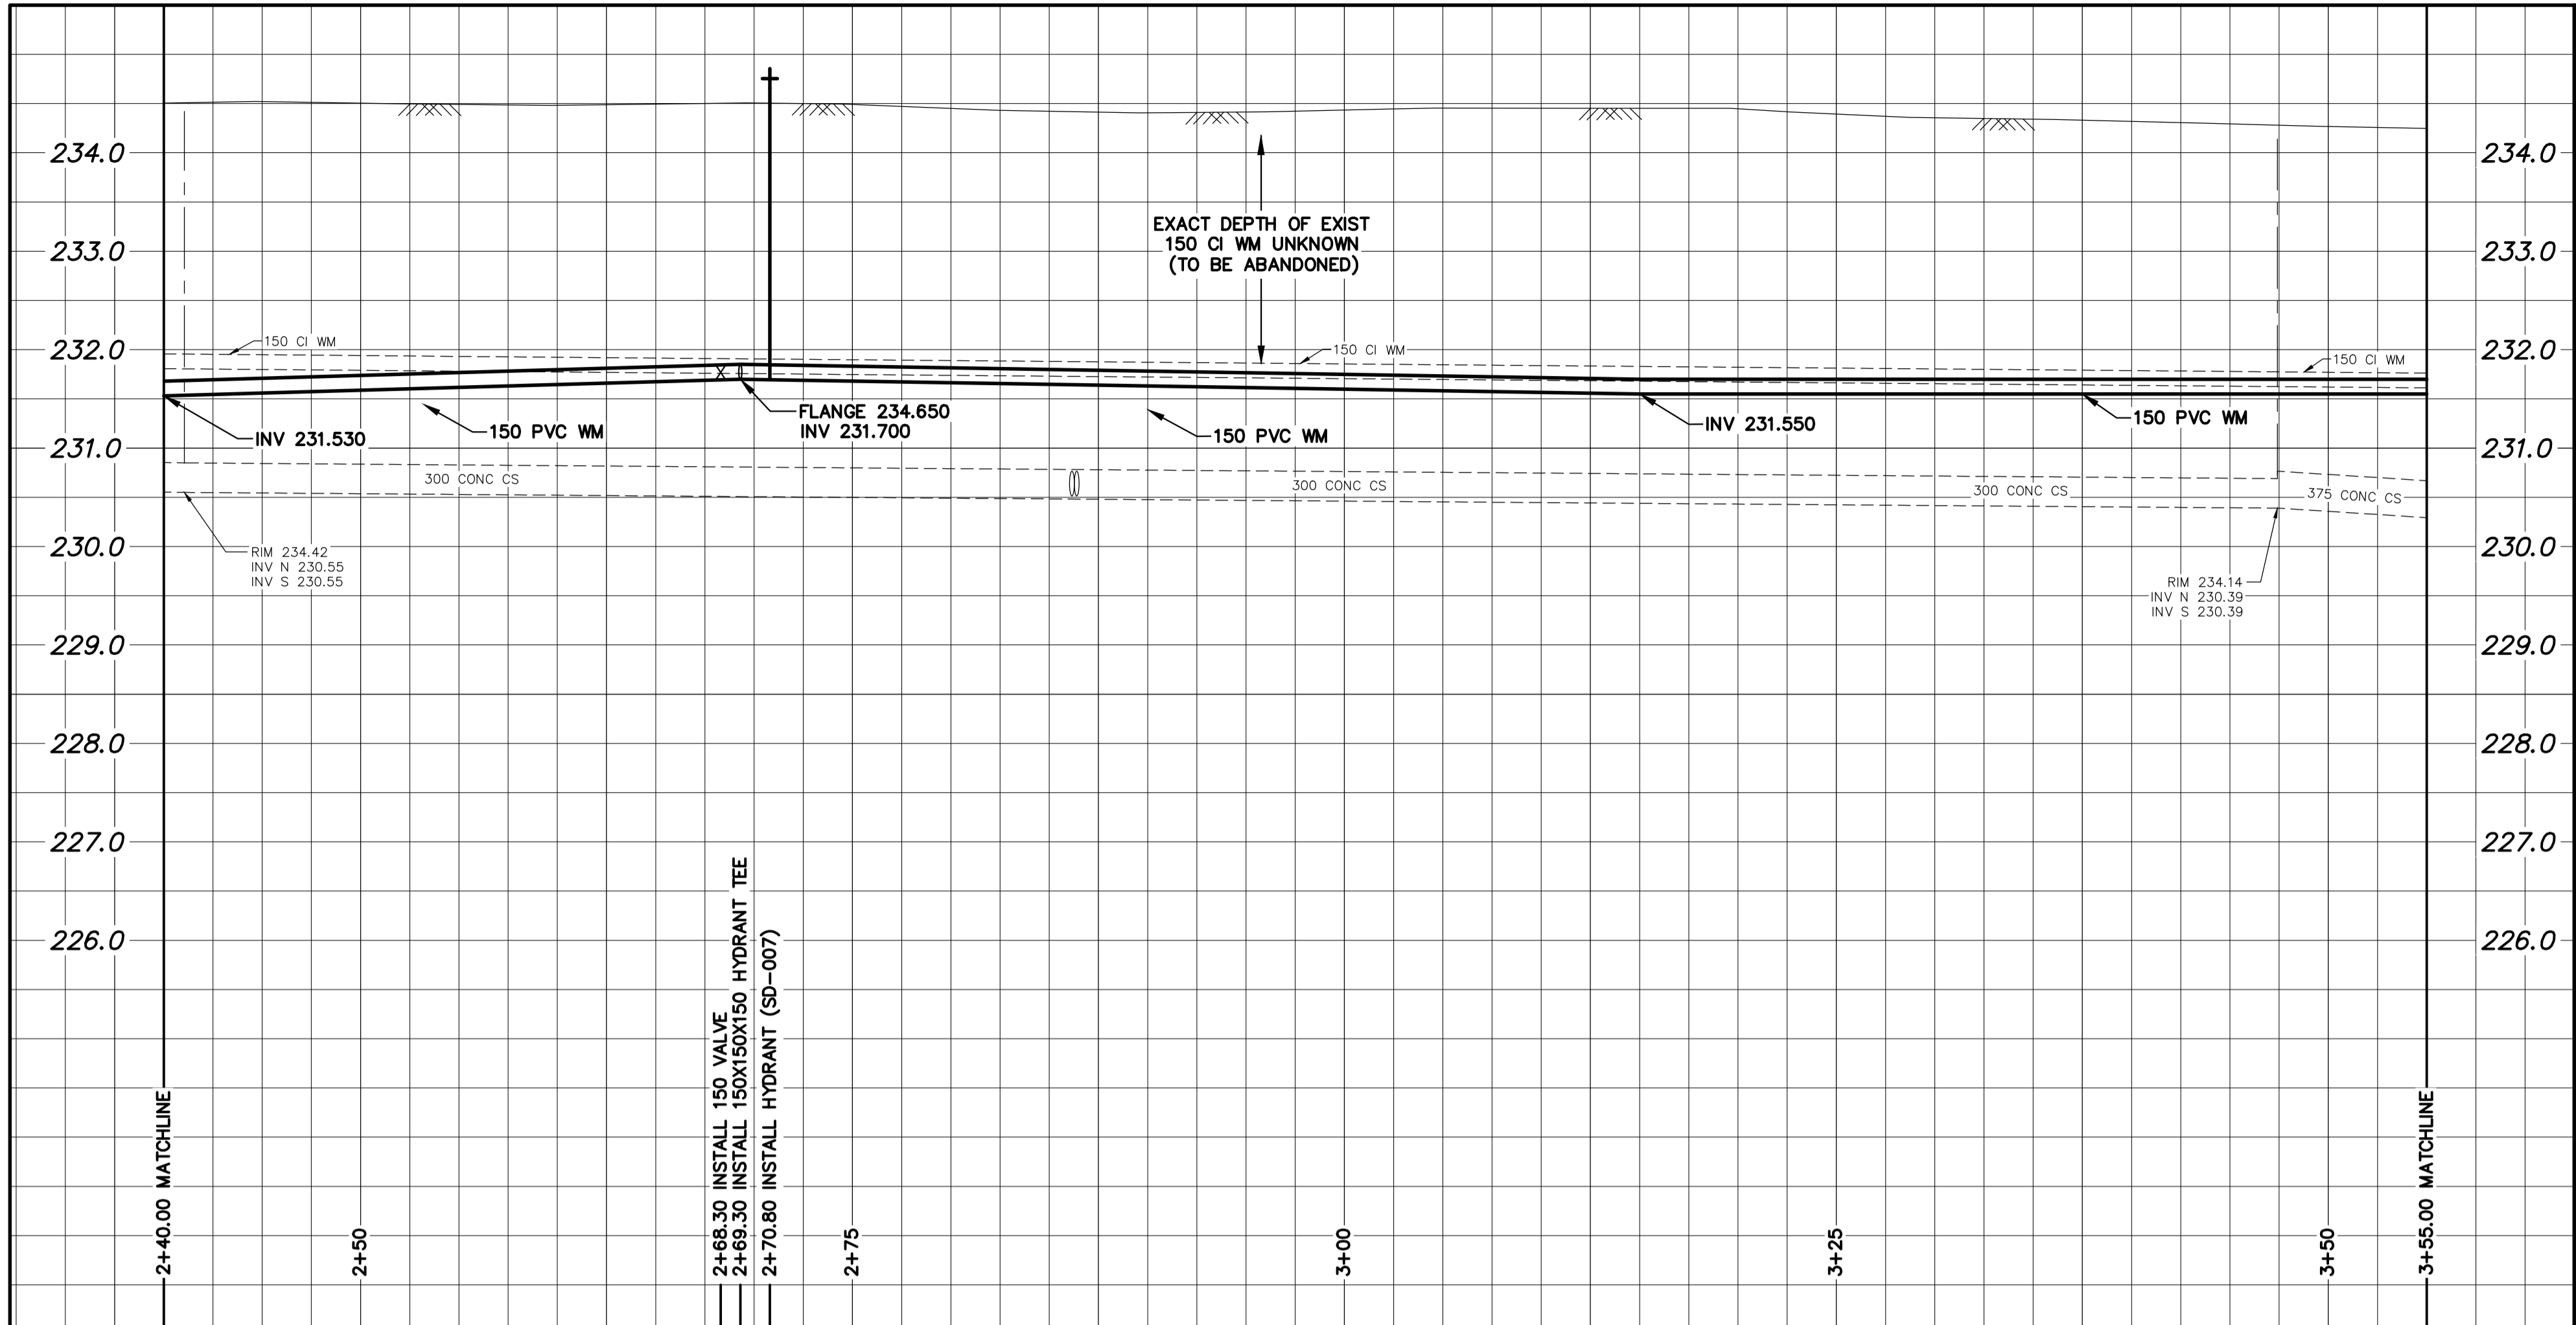 234.0
234.0
EXACT DEPTH OF EXIST
150 CI WM UNKNOWN
(TO BE ABANDONED)
233.0
233.0
150 CI WM
232.0
150 CI WM
232.0
150 CI WM
FLANGE 234.650
INV 231.700
INV 231.530
150 PVC WM
150 PVC WM
INV 231.550
150 PVC WM
231.0
231.0
300 CONC CS
300 CONC CS
300 CONC CS
375 CONC CS
230.0
230.0
RIM 234.42
INV N 230.55
INV S 230.55
RIM 234.14
INV N 230.39
INV S 230.39
229.0
229.0
228.0
228.0
227.0
227.0
226.0
226.0
2+40.00 MATCHLINE
2+50
2+68.30 INSTALL 150 VALVE
2+69.30 INSTALL 150X150X150 HYDRANT TEE
2+70.80 INSTALL HYDRANT (SD-007)
2+75
3+00
3+25
3+50
3+55.00 MATCHLINE